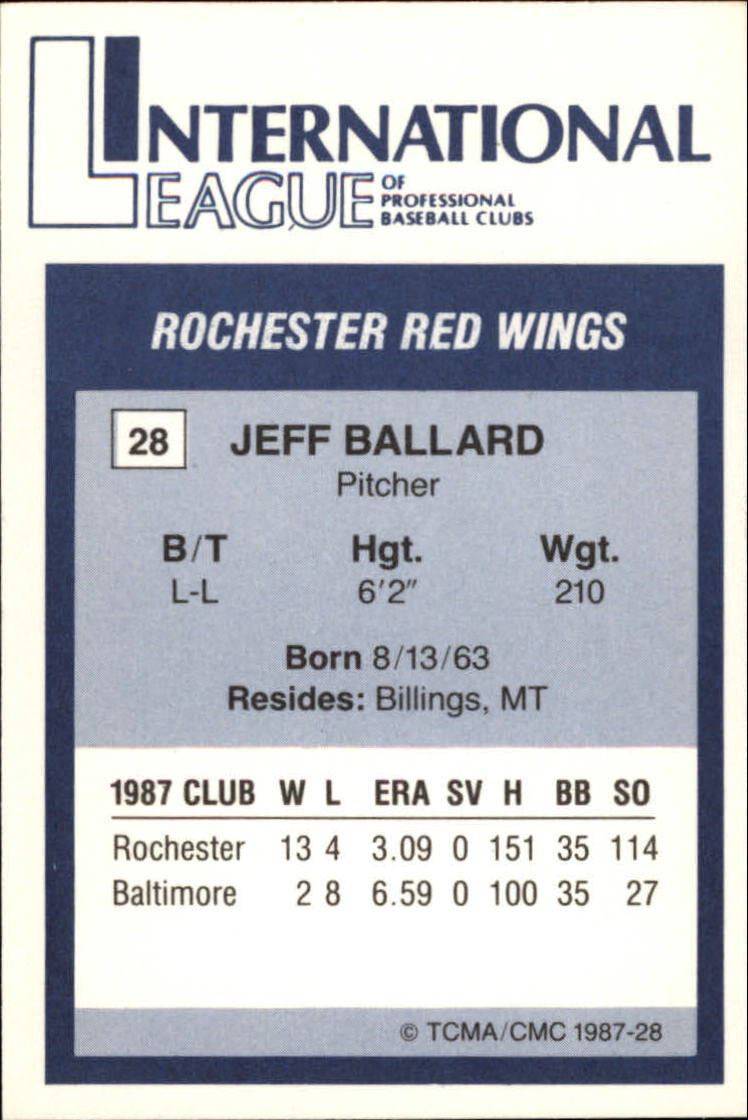 INTERNATIONAL
LEAGUE OF
PROFESSIONAL
BASEBALL CLUBS
ROCHESTER RED WINGS
28 JEFF BALLARD
Pitcher
B/T Hgt. Wgt.
L-L 6'2" 210
Born 8/13/63
Resides: Billings, MT
1987 CLUB W L ERA SV H BB SO
Rochester 13 4 3.09 0 151 35 114
Baltimore 2 8 6.59 0 100 35 27
© TCMA/CMC 1987-28